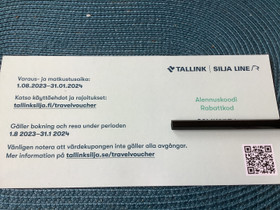 TALLINK | SILJA LINE
Varaus- ja matkustusaika:
1.08.2023–31.01.2024
Katso käyttöehdot ja rajoitukset:
tallinksilja.fi/travelvoucher
Gäller bokning och resa under perioden
1.8 2023–31.1 2024
Vänligen notera att värdekupongen inte gäller alla avgångar.
Mer information på tallinksilja.se/travelvoucher
Alennuskoodi
Rabattkod